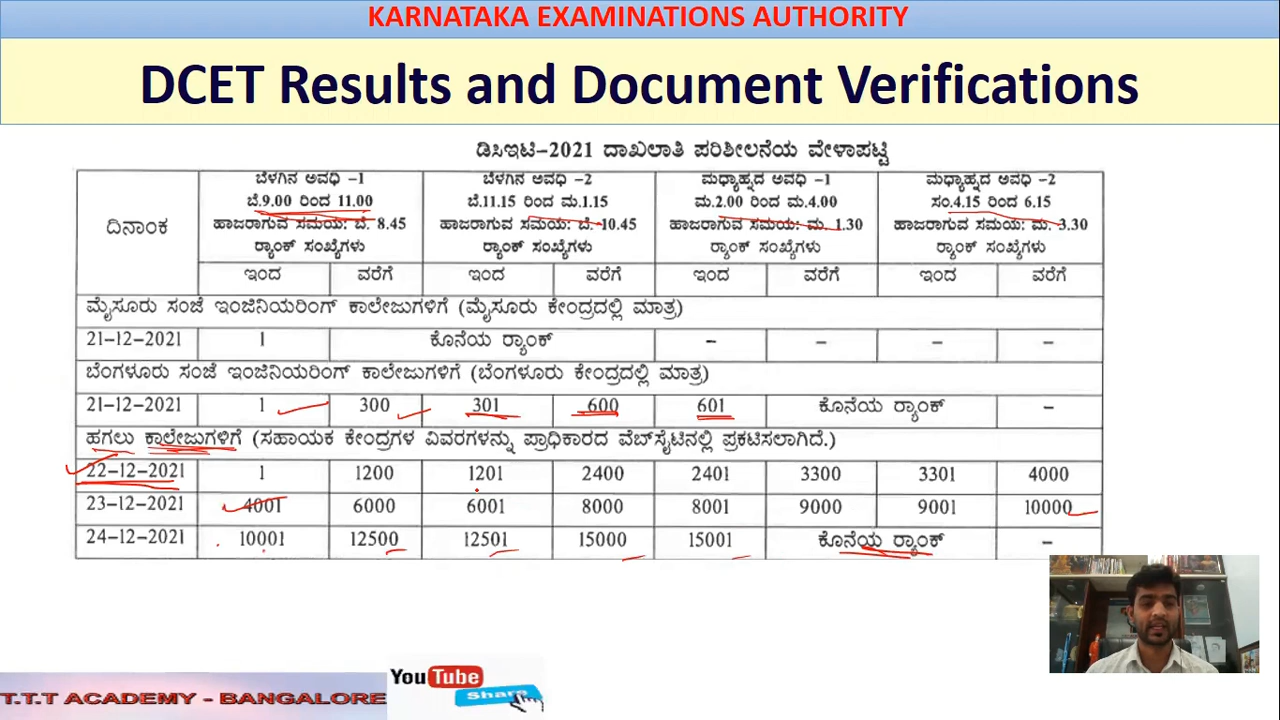 KARNATAKA EXAMINATIONS AUTHORITY
DCET Results and Document Verifications
ಡಿಸಿಇಟಿ-2021 ದಾಖಲಾತಿ ಪರಿಶೀಲನೆಯ ವೇಳಾಪಟ್ಟಿ
ದಿನಾಂಕ
ಬೆಳಗಿನ ಅವಧಿ -1
ಬೆ.9.00 ರಿಂದ 11.00
ಹಾಜರಾಗುವ ಸಮಯ: ಬೆ. 8.45
ರ‍್ಯಾಂಕ್ ಸಂಖ್ಯೆಗಳು
ಬೆಳಗಿನ ಅವಧಿ -2
ಬೆ.11.15 ರಿಂದ ಮ.1.15
ಹಾಜರಾಗುವ ಸಮಯ: ಬೆ. 10.45
ರ‍್ಯಾಂಕ್ ಸಂಖ್ಯೆಗಳು
ಮಧ್ಯಾಹ್ನದ ಅವಧಿ -1
ಮ.2.00 ರಿಂದ ಮ.4.00
ಹಾಜರಾಗುವ ಸಮಯ: ಮ. 1.30
ರ‍್ಯಾಂಕ್ ಸಂಖ್ಯೆಗಳು
ಮಧ್ಯಾಹ್ನದ ಅವಧಿ -2
ಸಂ.4.15 ರಿಂದ 6.15
ಹಾಜರಾಗುವ ಸಮಯ: ಮ. 3.30
ರ‍್ಯಾಂಕ್ ಸಂಖ್ಯೆಗಳು
ಇಂದ ವರೆಗೆ ಇಂದ ವರೆಗೆ ಇಂದ ವರೆಗೆ ಇಂದ ವರೆಗೆ
ಮೈಸೂರು ಸಂಜೆ ಇಂಜಿನಿಯರಿಂಗ್ ಕಾಲೇಜುಗಳಿಗೆ (ಮೈಸೂರು ಕೇಂದ್ರದಲ್ಲಿ ಮಾತ್ರ)
21-12-2021 1 ಕೊನೆಯ ರ‍್ಯಾಂಕ್ - - - -
ಬೆಂಗಳೂರು ಸಂಜೆ ಇಂಜಿನಿಯರಿಂಗ್ ಕಾಲೇಜುಗಳಿಗೆ (ಬೆಂಗಳೂರು ಕೇಂದ್ರದಲ್ಲಿ ಮಾತ್ರ)
21-12-2021 1 300 301 600 601 ಕೊನೆಯ ರ‍್ಯಾಂಕ್ -
ಹಗಲು ಕಾಲೇಜುಗಳಿಗೆ (ಸಹಾಯಕ ಕೇಂದ್ರಗಳ ವಿವರಗಳನ್ನು ಪ್ರಾಧಿಕಾರದ ವೆಬ್‌ಸೈಟಿನಲ್ಲಿ ಪ್ರಕಟಿಸಲಾಗಿದೆ.)
22-12-2021 1 1200 1201 2400 2401 3300 3301 4000
23-12-2021 4001 6000 6001 8000 8001 9000 9001 10000
24-12-2021 10001 12500 12501 15000 15001 ಕೊನೆಯ ರ‍್ಯಾಂಕ್ -
T.T.T ACADEMY - BANGALORE
YouTube
Share